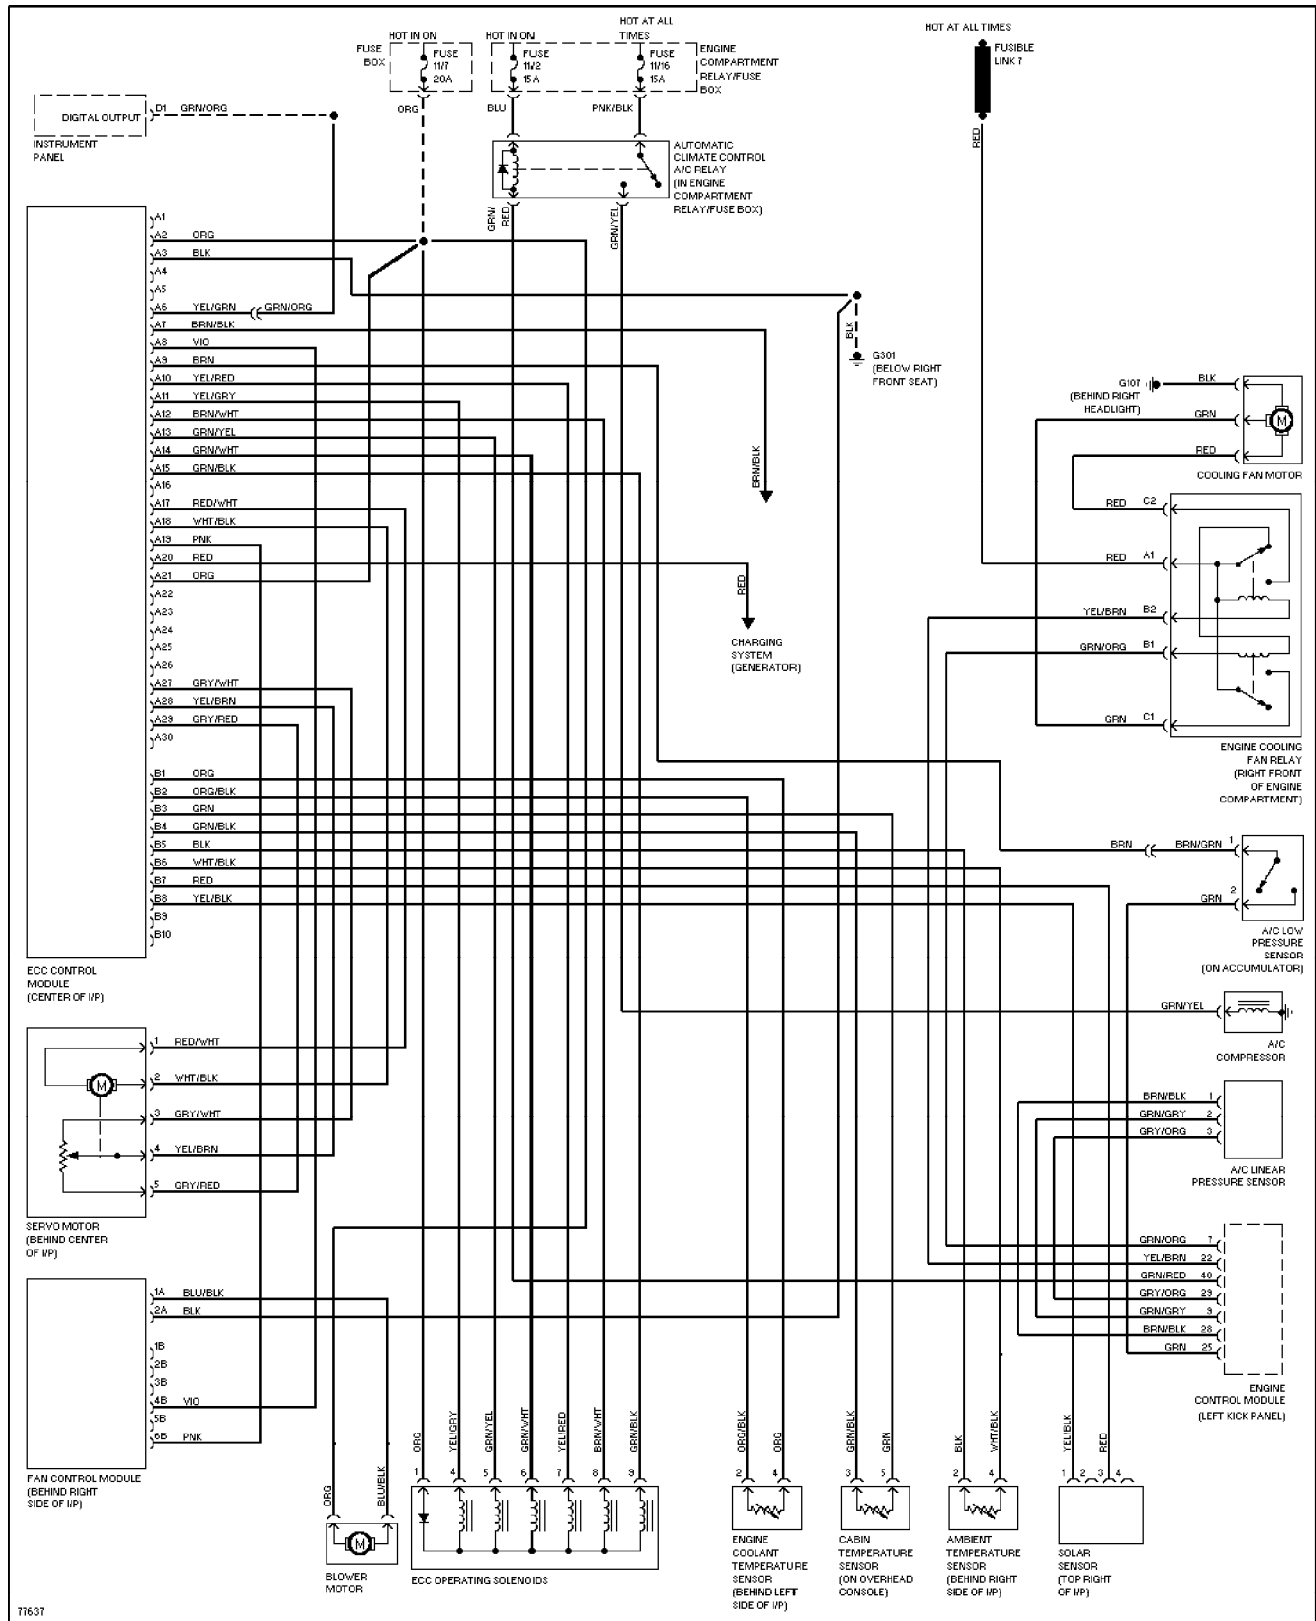 HOT AT ALL
TIMES
HOT IN ON
HOT IN ON
HOT AT ALL TIMES
FUSE
BOX
FUSE
11/7
20A
FUSE
11/2
15A
FUSE
11/16
15A
ENGINE
COMPARTMENT
RELAY/FUSE
BOX
FUSIBLE
LINK 7
ORG
BLU
PNK/BLK
RED
DIGITAL OUTPUT
D1 GRN/ORG
INSTRUMENT
PANEL
AUTOMATIC
CLIMATE CONTROL
A/C RELAY
(IN ENGINE
COMPARTMENT
RELAY/FUSE BOX)
GRN/
RED
GRN/YEL
A1
A2 ORG
A3 BLK
A4
A5
A6 YEL/GRN GRN/ORG
A7 BRN/BLK
A8 VIO
A9 BRN
A10 YEL/RED
A11 YEL/GRY
A12 BRN/WHT
A13 GRN/YEL
A14 GRN/WHT
A15 GRN/BLK
A16
A17 RED/WHT
A18 WHT/BLK
A19 PNK
A20 RED
A21 ORG
A22
A23
A24
A25
A26
A27 GRY/WHT
A28 YEL/BRN
A29 GRY/RED
A30
B1 ORG
B2 ORG/BLK
B3 GRN
B4 GRN/BLK
B5 BLK
B6 WHT/BLK
B7 RED
B8 YEL/BLK
B9
B10
ECC CONTROL
MODULE
(CENTER OF I/P)
BLK
G301
(BELOW RIGHT
FRONT SEAT)
BRN/BLK
RED
CHARGING
SYSTEM
(GENERATOR)
G107
(BEHIND RIGHT
HEADLIGHT)
BLK
GRN
RED
M
COOLING FAN MOTOR
RED C2
RED A1
YEL/BRN B2
GRN/ORG B1
GRN C1
ENGINE COOLING
FAN RELAY
(RIGHT FRONT
OF ENGINE
COMPARTMENT)
BRN BRN/GRN 1
GRN 2
A/C LOW
PRESSURE
SENSOR
(ON ACCUMULATOR)
GRN/YEL
A/C
COMPRESSOR
BRN/BLK 1
GRN/GRY 2
GRY/ORG 3
A/C LINEAR
PRESSURE SENSOR
GRN/ORG 7
YEL/BRN 22
GRN/RED 40
GRY/ORG 29
GRN/GRY 9
BRN/BLK 28
GRN 25
ENGINE
CONTROL MODULE
(LEFT KICK PANEL)
1 RED/WHT
2 WHT/BLK
3 GRY/WHT
4 YEL/BRN
5 GRY/RED
M
SERVO MOTOR
(BEHIND CENTER
OF I/P)
1A BLU/BLK
2A BLK
1B
2B
3B
4B VIO
5B
6B PNK
FAN CONTROL MODULE
(BEHIND RIGHT
SIDE OF I/P)
ORG
BLU/BLK
M
BLOWER
MOTOR
ORG
YEL/GRY
GRN/YEL
GRN/WHT
YEL/RED
BRN/WHT
GRN/BLK
1 4 5 6 7 8 9
ECC OPERATING SOLENOIDS
ORG/BLK
ORG
2 4
ENGINE
COOLANT
TEMPERATURE
SENSOR
(BEHIND LEFT
SIDE OF I/P)
GRN/BLK
GRN
3 5
CABIN
TEMPERATURE
SENSOR
(ON OVERHEAD
CONSOLE)
BLK
WHT/BLK
2 4
AMBIENT
TEMPERATURE
SENSOR
(BEHIND RIGHT
SIDE OF I/P)
YEL/BLK
RED
1 2 3 4
SOLAR
SENSOR
(TOP RIGHT
OF I/P)
77637